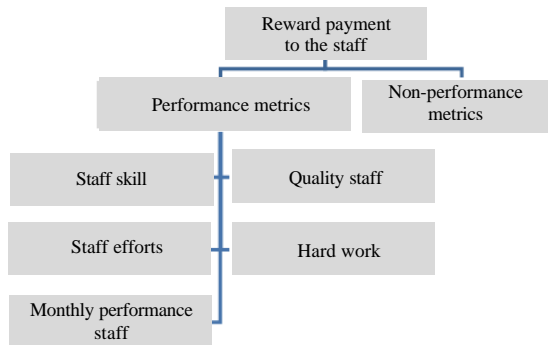 Reward payment
to the staff
Performance metrics
Non-performance
metrics
Staff skill
Quality staff
Staff efforts
Hard work
Monthly performance
staff